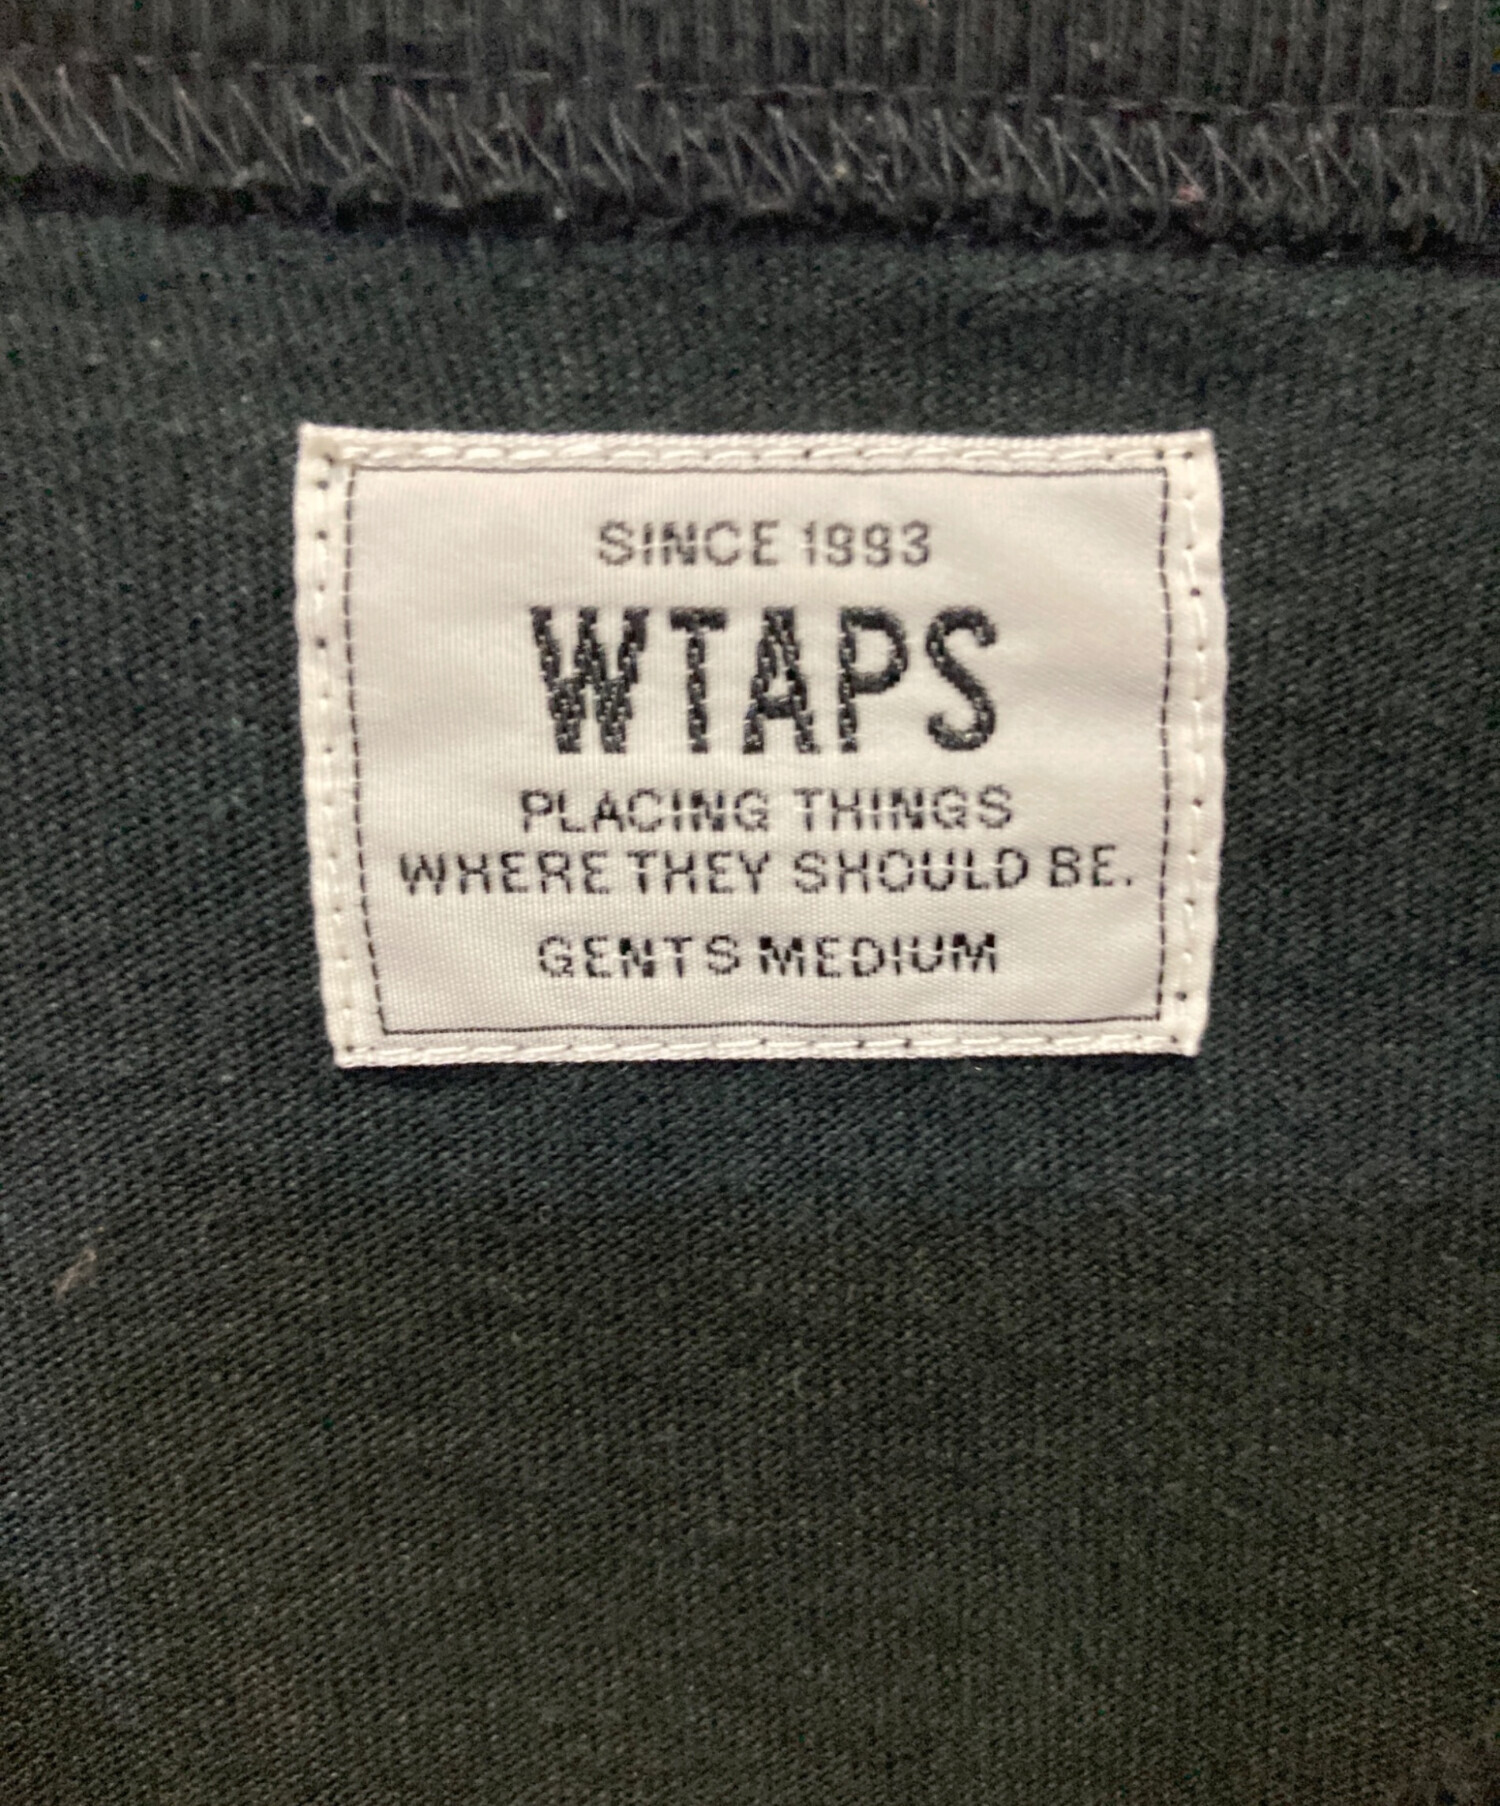 SINCE 1993
WTAPS
PLACING THINGS
WHERE THEY SHOULD BE.
GENTS MEDIUM